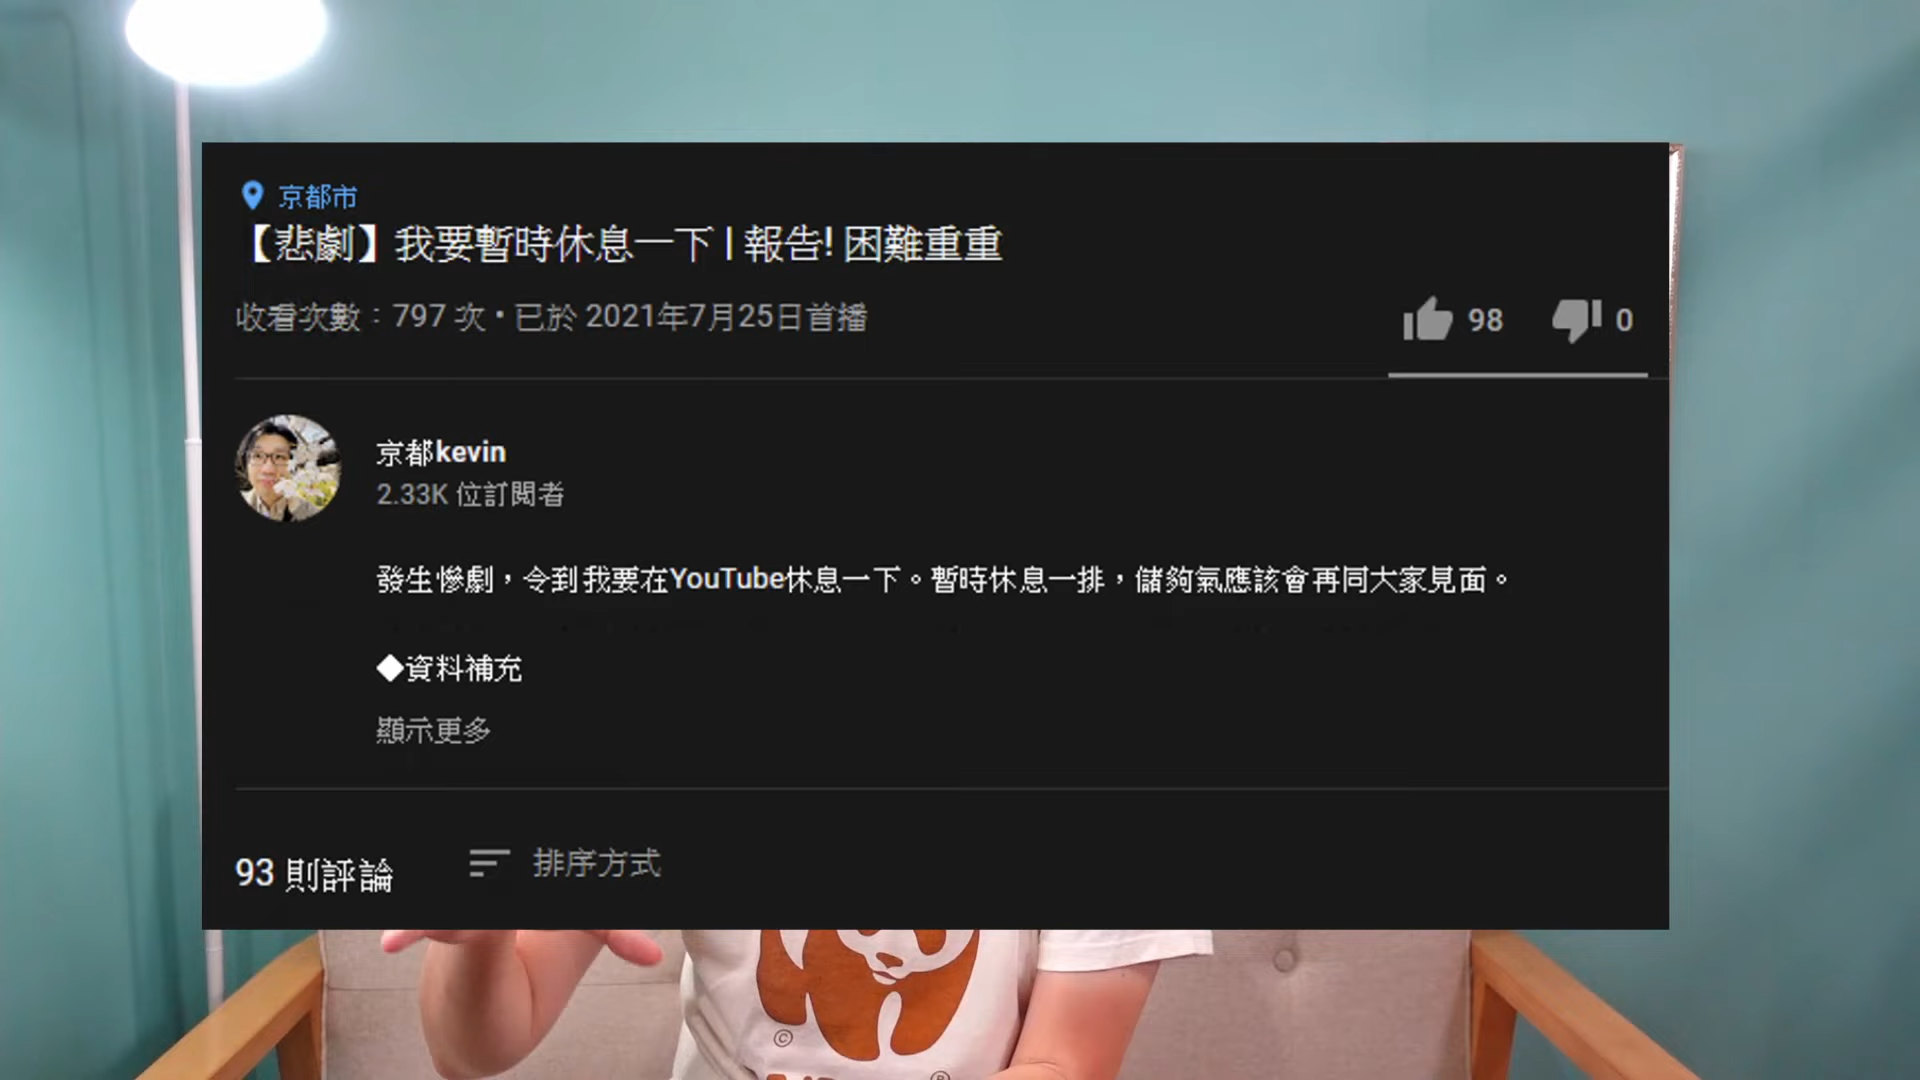 京都市
【悲劇】我要暫時休息一下 | 報告! 困難重重
收看次數：797 次 • 已於 2021年7月25日首播
98
0
京都kevin
2.33K 位訂閱者
發生慘劇，令到我要在YouTube休息一下。暫時休息一排，儲夠氣應該會再同大家見面。
◆資料補充
顯示更多
93 則評論
排序方式
©
®